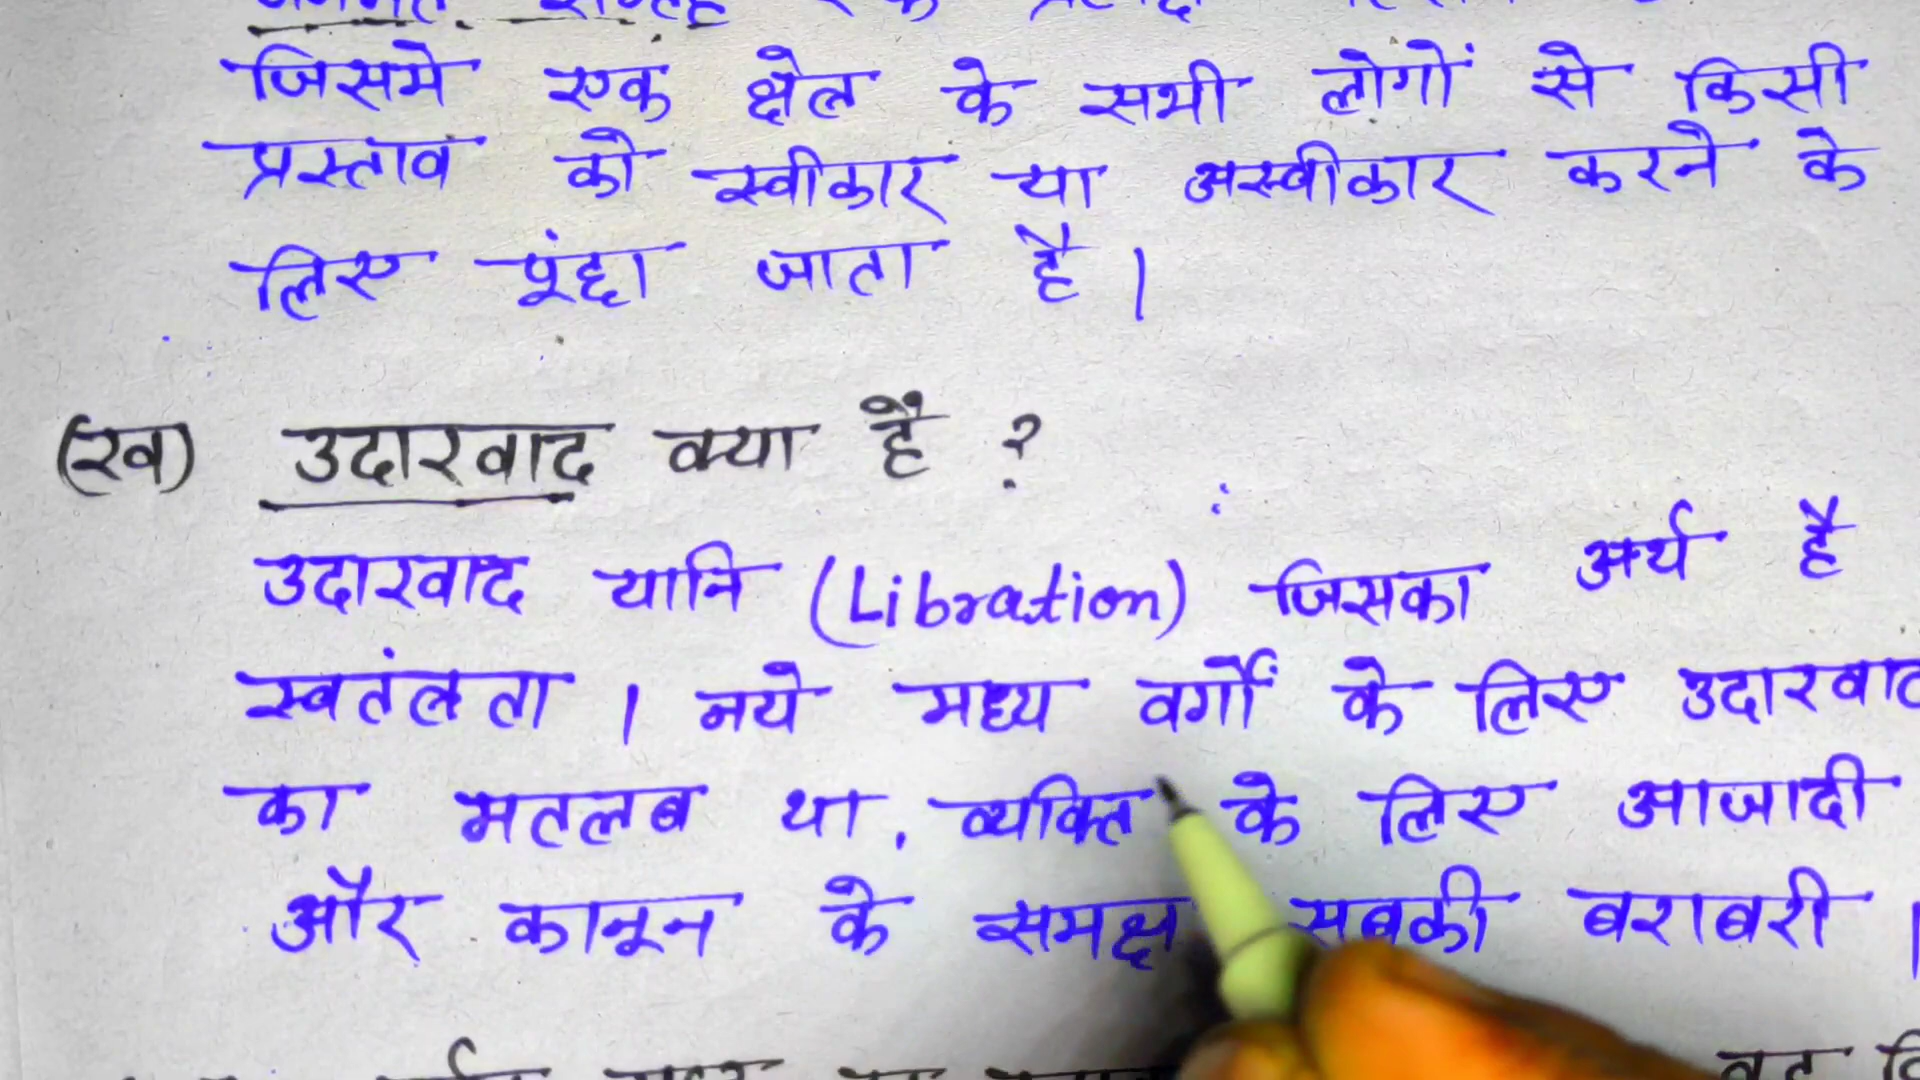 जिसमे एक क्षेत्र के सभी लोगों से किसी
प्रस्ताव को स्वीकार या अस्वीकार करने के
लिए पूंछा जाता है।
(ख) उदारवाद क्या है ?
उदारवाद यानि (Libration) जिसका अर्थ है
स्वतंत्रता । नये मध्य वर्गों के लिए उदारवाद
का मतलब था, व्यक्ति के लिए आजादी
और कानून के समक्ष सबकी बराबरी ।